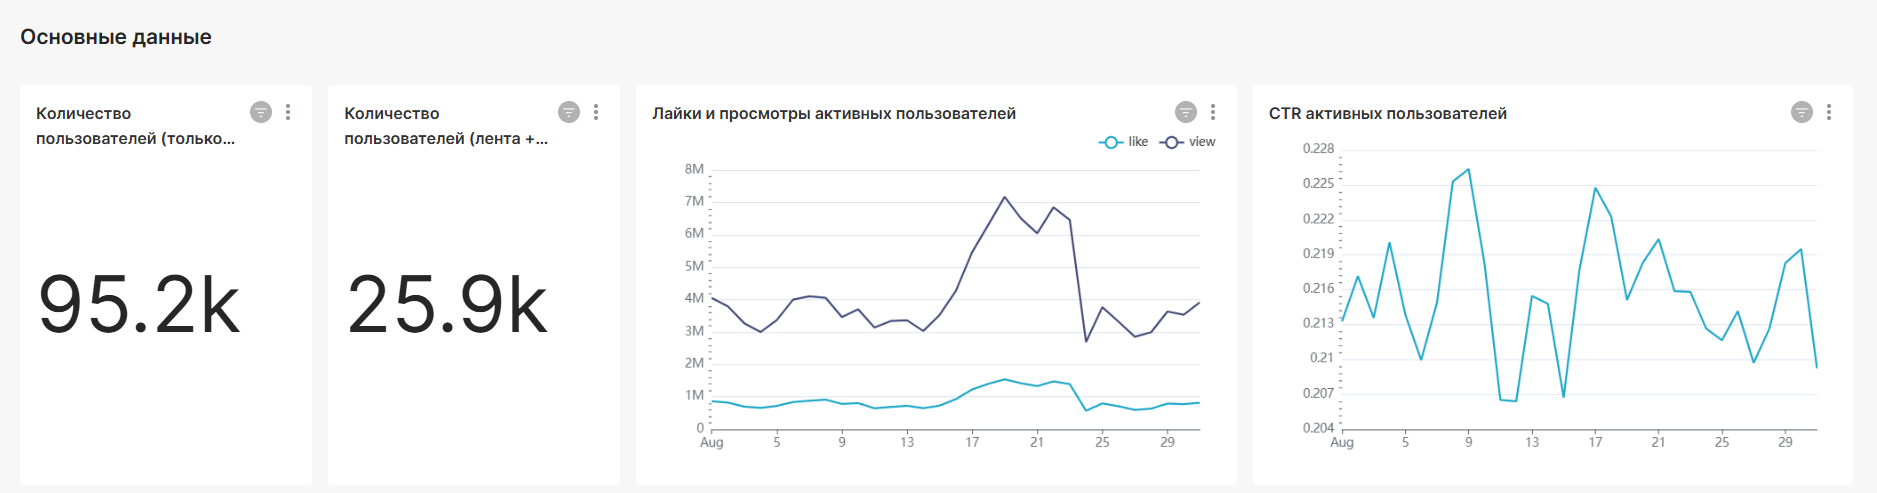 Основные данные
Количество
пользователей (только...
95.2k
Количество
пользователей (лента +...
25.9k
Лайки и просмотры активных пользователей
like view
8M
7M
6M
5M
4M
3M
2M
1M
0
Aug 5 9 13 17 21 25 29
CTR активных пользователей
0.228
0.225
0.222
0.219
0.216
0.213
0.21
0.207
0.204
Aug 5 9 13 17 21 25 29